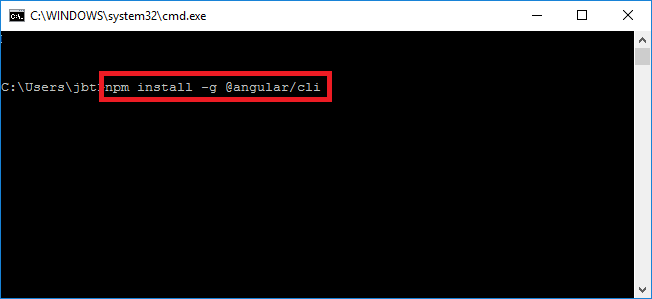 C:\WINDOWS\system32\cmd.exe
C:\Users\jbt>npm install -g @angular/cli